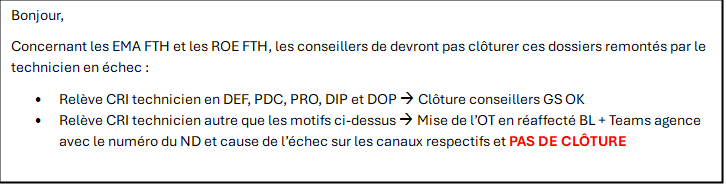 Bonjour,
Concernant les EMA FTH et les ROE FTH, les conseillers de devront pas clôturer ces dossiers remontés par le
technicien en échec :
• Relève CRI technicien en DEF, PDC, PRO, DIP et DOP → Clôture conseillers GS OK
• Relève CRI technicien autre que les motifs ci-dessus → Mise de l’OT en réaffecté BL + Teams agence
avec le numéro du ND et cause de l’échec sur les canaux respectifs et PAS DE CLÔTURE